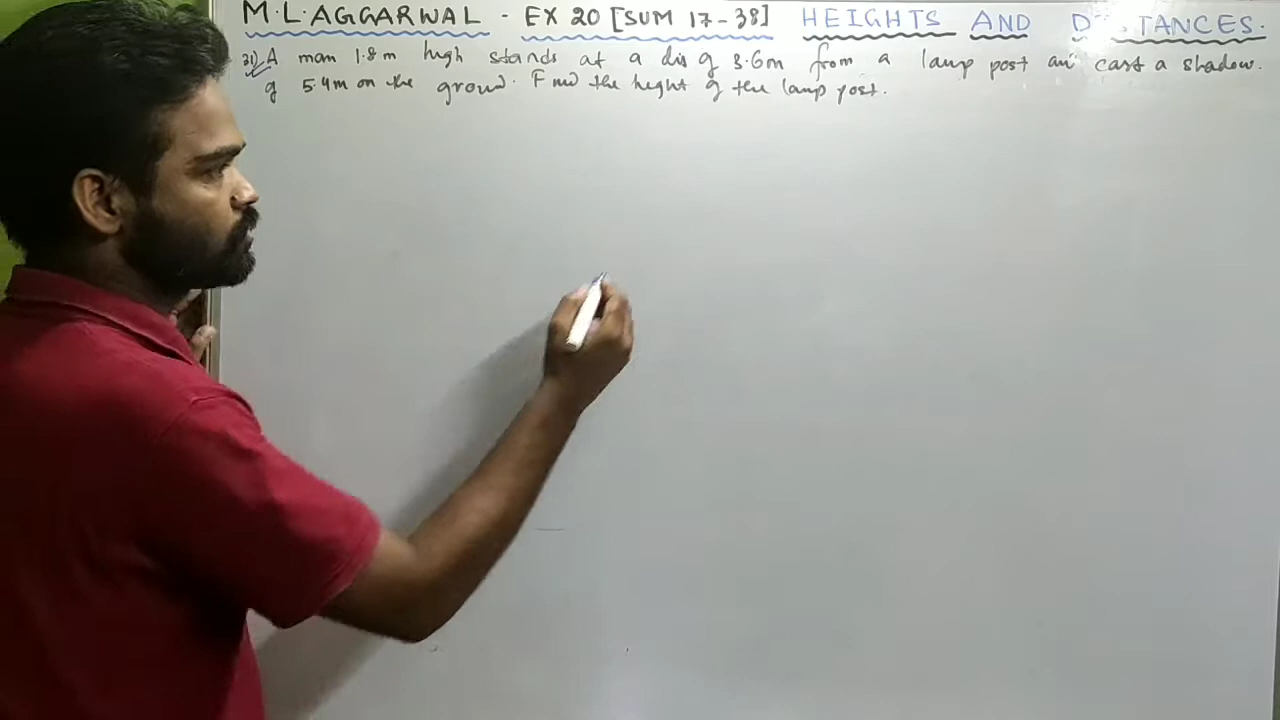 M.L.AGGARWAL - EX 20 [SUM 17-38] HEIGHTS AND DISTANCES.
31) A man 1.8m high stands at a dis of 3.6m from a lamp post an cast a shadow.
of 5.4m on the ground. Find the height of the lamp post.